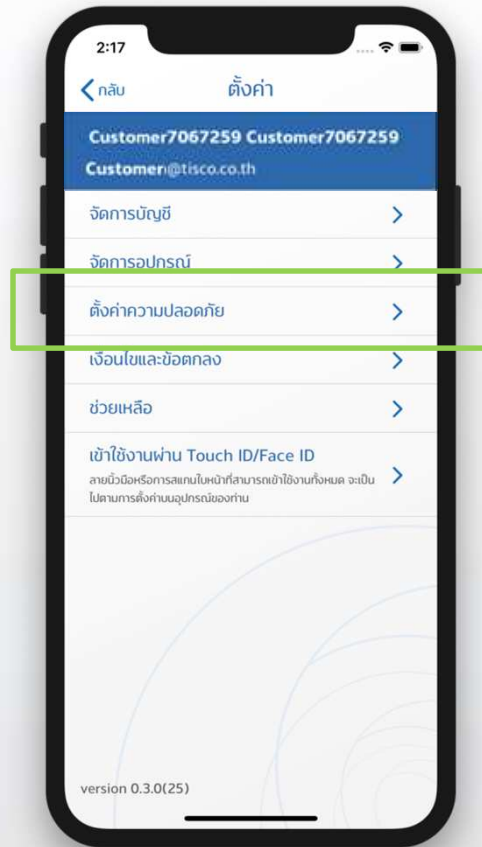 2:17
กลับ
ตั้งค่า
Customer7067259 Customer7067259
Customer @tisco.co.th
จัดการบัญชี
จัดการอุปกรณ์
ตั้งค่าความปลอดภัย
เงื่อนไขและข้อตกลง
ช่วยเหลือ
เข้าใช้งานผ่าน Touch ID/Face ID
ลายนิ้วมือหรือการสแกนใบหน้าที่สามารถเข้าใช้งานทั้งหมด จะเป็น
ไปตามการตั้งค่าบนอุปกรณ์ของท่าน
version 0.3.0(25)